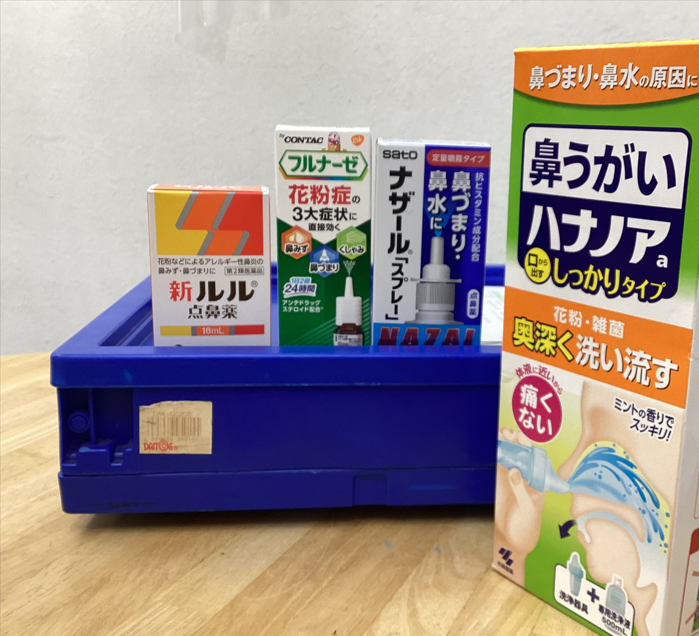 花粉などによるアレルギー性鼻炎の
鼻みず・鼻づまりに
第2類医薬品
新ルル®
点鼻薬
16mL
by CONTAC
gsk
フルナーゼ
花粉症の
3大症状に
直接効く
鼻みず
くしゃみ
鼻づまり
1日2回
24時間
アンチドラッグ
ステロイド配合
sato
定量噴霧タイプ
ナザール®「スプレー」
抗ヒスタミン成分配合
鼻づまり・
鼻水に
点鼻薬
NAZAL
鼻づまり・鼻水の原因に
鼻うがい
ハナノア®a
口から出す
しっかりタイプ
花粉・雑菌
奥深く洗い流す
体液に近いから
痛く
ない
ミントの香りで
スッキリ!
洗浄器具
+
専用洗浄液
500mL